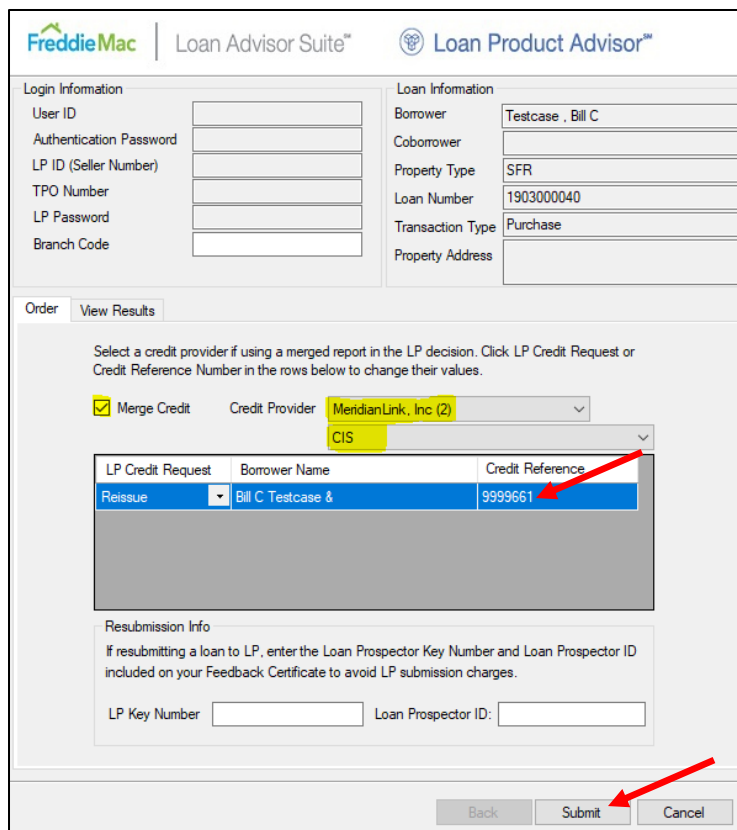 FreddieMac Loan Advisor Suite℠ Loan Product Advisor℠
Login Information
User ID
Authentication Password
LP ID (Seller Number)
TPO Number
LP Password
Branch Code
Loan Information
Borrower Testcase , Bill C
Coborrower
Property Type SFR
Loan Number 1903000040
Transaction Type Purchase
Property Address
Order View Results
Select a credit provider if using a merged report in the LP decision. Click LP Credit Request or
Credit Reference Number in the rows below to change their values.
Merge Credit Credit Provider MeridianLink, Inc (2)
CIS
LP Credit Request Borrower Name Credit Reference
Reissue Bill C Testcase & 9999661
Resubmission Info
If resubmitting a loan to LP, enter the Loan Prospector Key Number and Loan Prospector ID
included on your Feedback Certificate to avoid LP submission charges.
LP Key Number Loan Prospector ID:
Back Submit Cancel